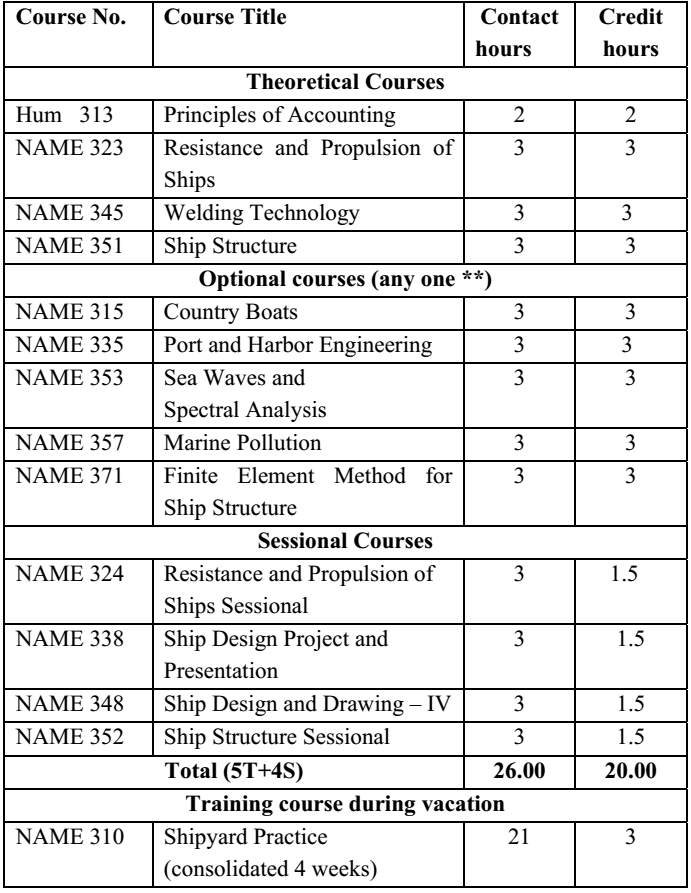 Course No. Course Title Contact hours Credit hours
Theoretical Courses
Hum 313 Principles of Accounting 2 2
NAME 323 Resistance and Propulsion of 3 3
Ships
NAME 345 Welding Technology 3 3
NAME 351 Ship Structure 3 3
Optional courses (any one **)
NAME 315 Country Boats 3 3
NAME 335 Port and Harbor Engineering 3 3
NAME 353 Sea Waves and 3 3
Spectral Analysis
NAME 357 Marine Pollution 3 3
NAME 371 Finite Element Method for 3 3
Ship Structure
Sessional Courses
NAME 324 Resistance and Propulsion of 3 1.5
Ships Sessional
NAME 338 Ship Design Project and 3 1.5
Presentation
NAME 348 Ship Design and Drawing – IV 3 1.5
NAME 352 Ship Structure Sessional 3 1.5
Total (5T+4S) 26.00 20.00
Training course during vacation
NAME 310 Shipyard Practice 21 3
(consolidated 4 weeks)